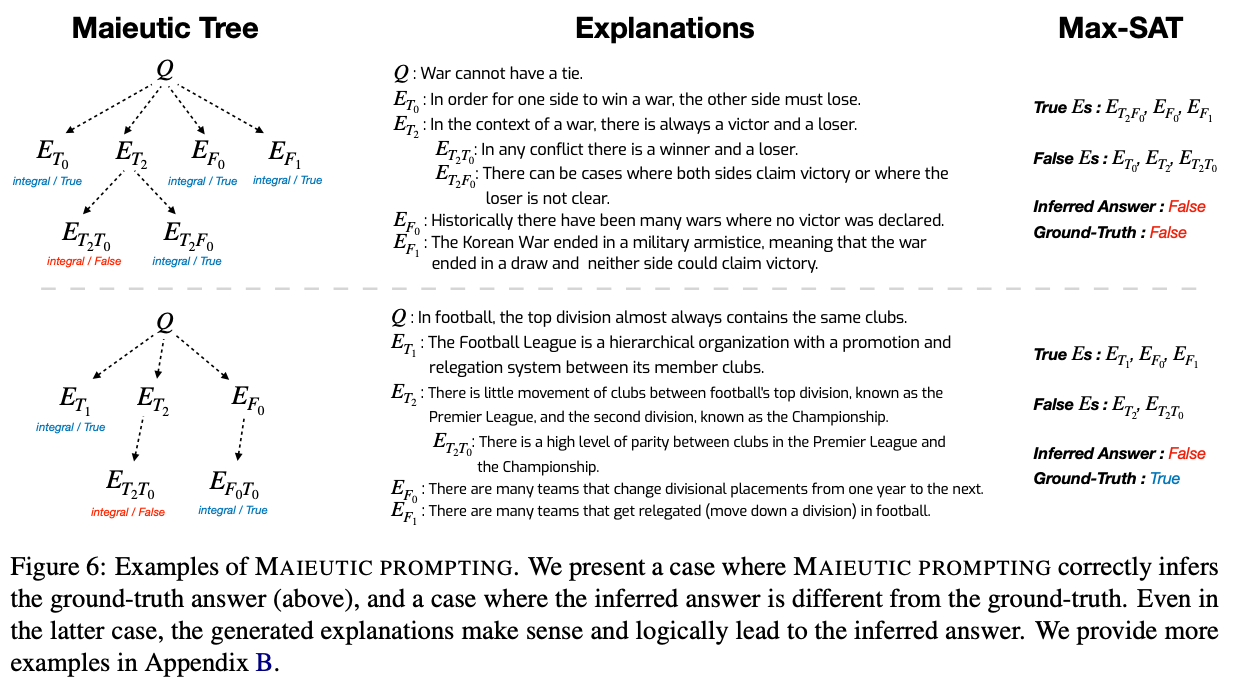 Maieutic Tree
Explanations
Max-SAT
Q
E_{T_0}
integral / True
E_{T_2}
E_{F_0}
integral / True
E_{F_1}
integral / True
E_{T_2T_0}
integral / False
E_{T_2F_0}
integral / True
Q : War cannot have a tie.
E_{T_0} : In order for one side to win a war, the other side must lose.
E_{T_2} : In the context of a war, there is always a victor and a loser.
E_{T_2T_0}: In any conflict there is a winner and a loser.
E_{T_2F_0}: There can be cases where both sides claim victory or where the
loser is not clear.
E_{F_0} : Historically there have been many wars where no victor was declared.
E_{F_1} : The Korean War ended in a military armistice, meaning that the war
ended in a draw and neither side could claim victory.
True Es : E_{T_2F_0}, E_{F_0}, E_{F_1}
False Es : E_{T_0}, E_{T_2}, E_{T_2T_0}
Inferred Answer : False
Ground-Truth : False
Q
E_{T_1}
integral / True
E_{T_2}
E_{F_0}
E_{T_2T_0}
integral / False
E_{F_0T_0}
integral / True
Q : In football, the top division almost always contains the same clubs.
E_{T_1} : The Football League is a hierarchical organization with a promotion and
relegation system between its member clubs.
E_{T_2} : There is little movement of clubs between football's top division, known as the
Premier League, and the second division, known as the Championship.
E_{T_2T_0}: There is a high level of parity between clubs in the Premier League and
the Championship.
E_{F_0} : There are many teams that change divisional placements from one year to the next.
E_{F_1} : There are many teams that get relegated (move down a division) in football.
True Es : E_{T_1}, E_{F_0}, E_{F_1}
False Es : E_{T_2}, E_{T_2T_0}
Inferred Answer : False
Ground-Truth : True
Figure 6: Examples of MAIEUTIC PROMPTING. We present a case where MAIEUTIC PROMPTING correctly infers
the ground-truth answer (above), and a case where the inferred answer is different from the ground-truth. Even in
the latter case, the generated explanations make sense and logically lead to the inferred answer. We provide more
examples in Appendix B.